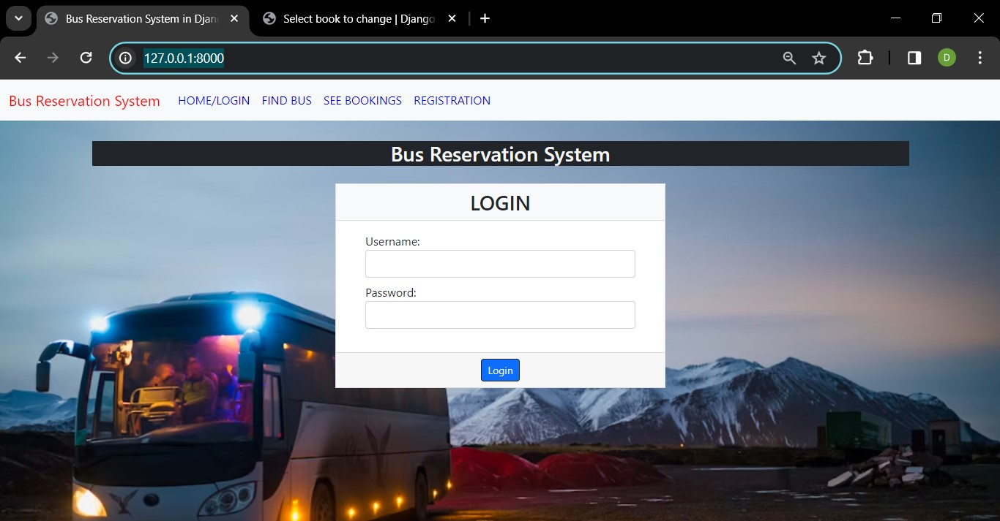 Bus Reservation System in Djan
Select book to change | Django
127.0.0.1:8000
D
Bus Reservation System HOME/LOGIN FIND BUS SEE BOOKINGS REGISTRATION
Bus Reservation System
LOGIN
Username:
Password:
Login